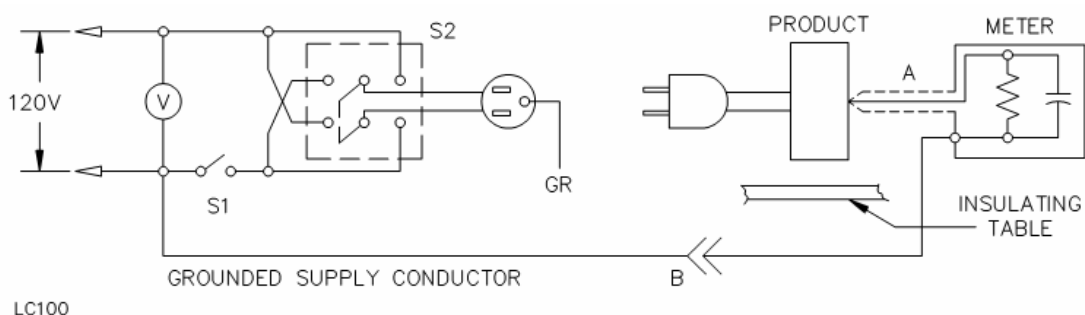 S2
PRODUCT
METER
A
120V
V
S1
GR
INSULATING
TABLE
GROUNDED SUPPLY CONDUCTOR
B
LC100